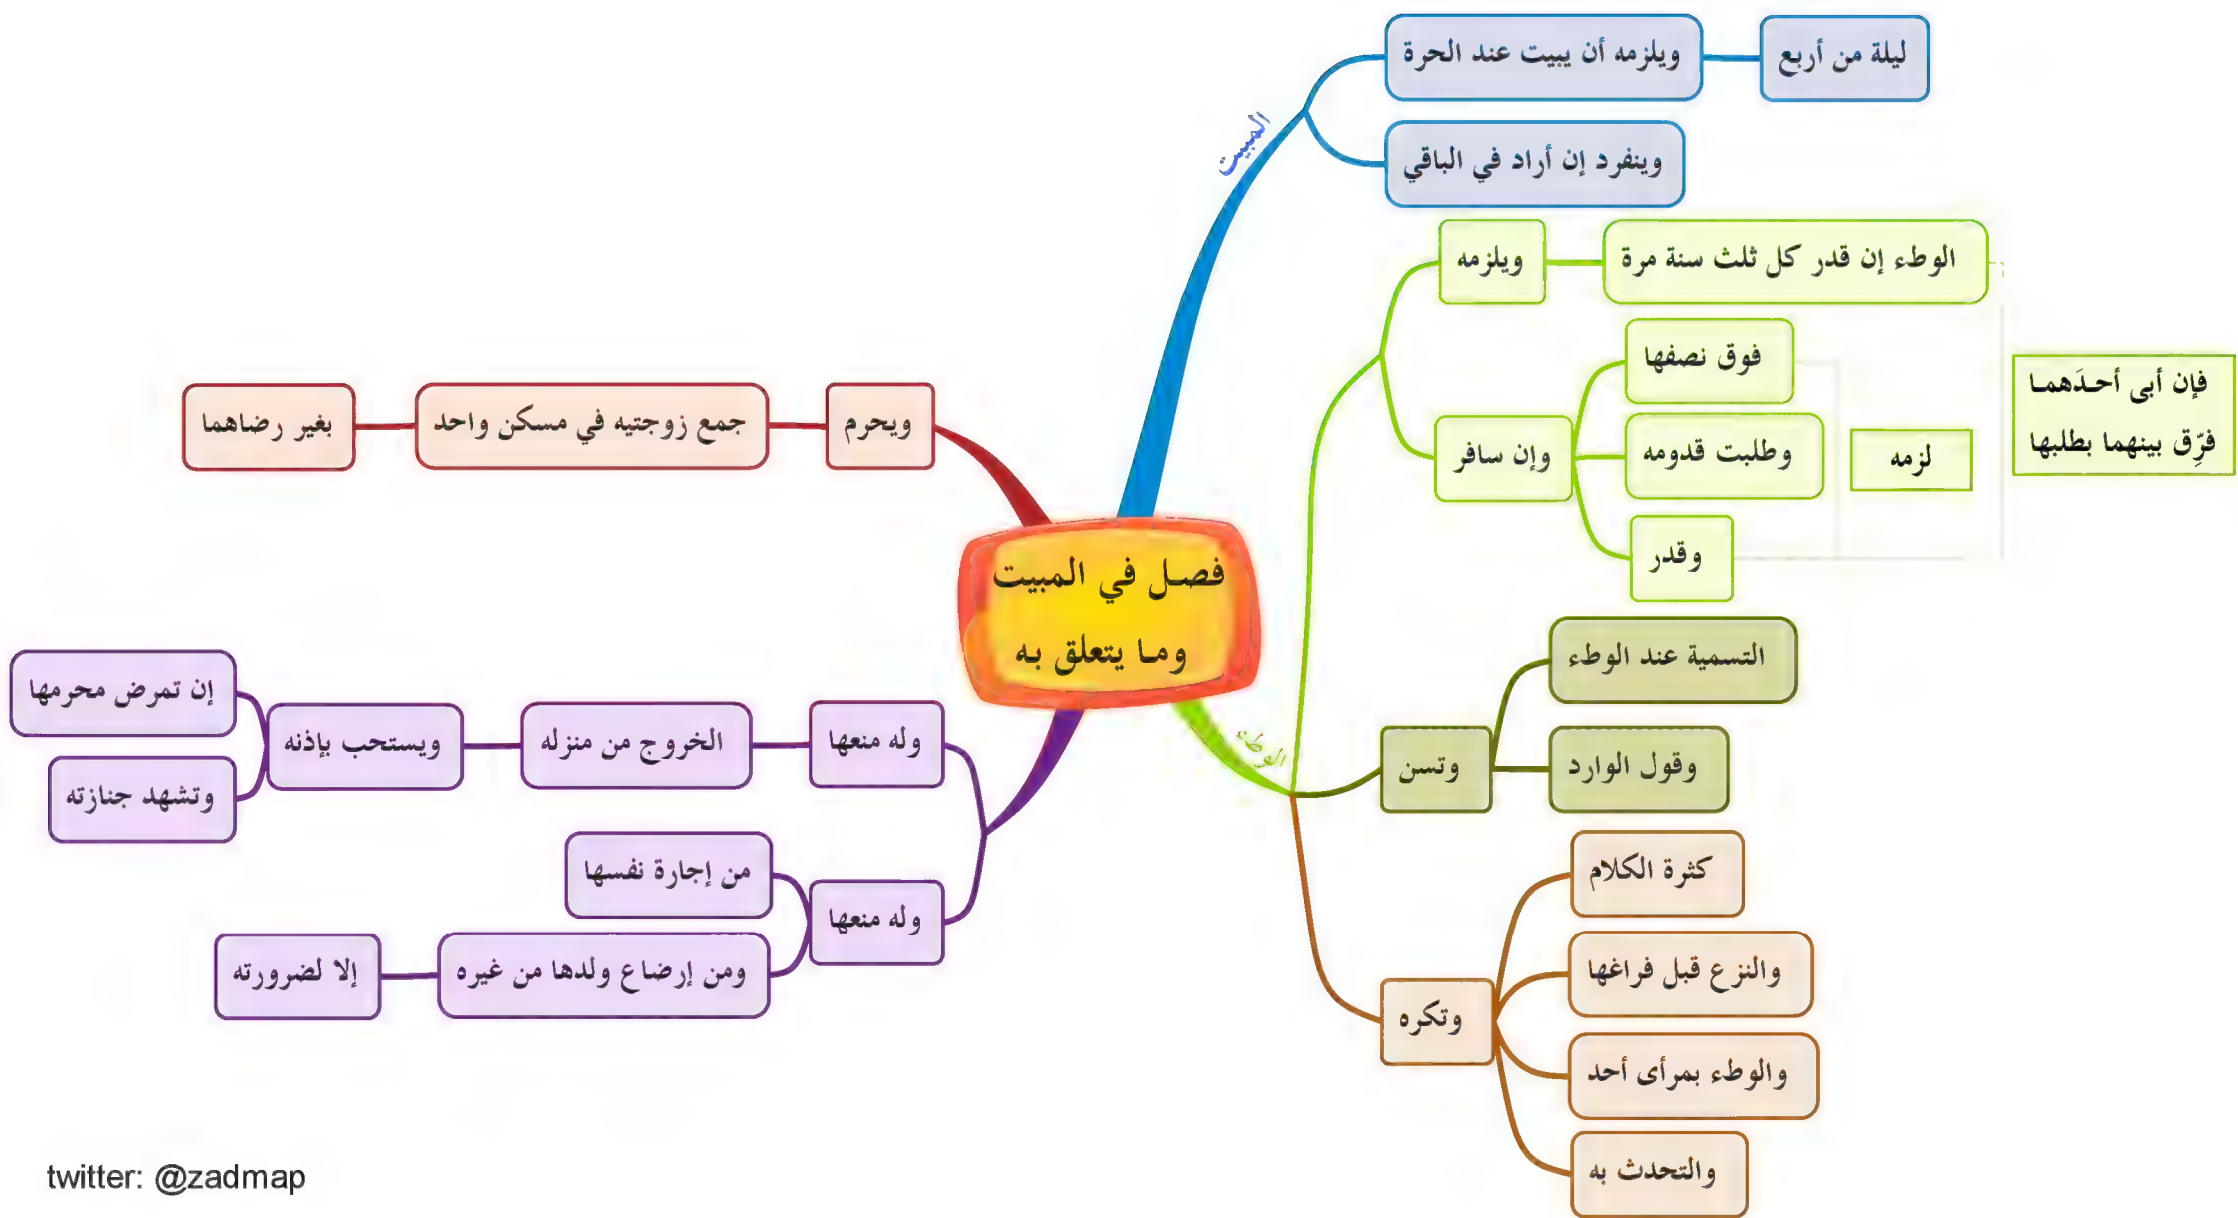 فصل في المبيت
وما يتعلق به
المبيت
ويلزمه أن يبيت عند الحرة
ليلة من أربع
وينفرد إن أراد في الباقي
الوطء
ويلزمه
الوطء إن قدر كل ثلث سنة مرة
وإن سافر
فوق نصفها
وطلبت قدومه
وقدر
لزمه
فإن أبى أحدَهما
فرِّق بينهما بطلبها
وتسن
التسمية عند الوطء
وقول الوارد
وتكره
كثرة الكلام
والنزع قبل فراغها
والوطء بمرأى أحد
والتحدث به
ويحرم
جمع زوجتيه في مسكن واحد
بغير رضاهما
وله منعها
الخروج من منزله
ويستحب بإذنه
إن تمرض محرمها
وتشهد جنازته
وله منعها
من إجارة نفسها
ومن إرضاع ولدها من غيره
إلا لضرورته
twitter: @zadmap